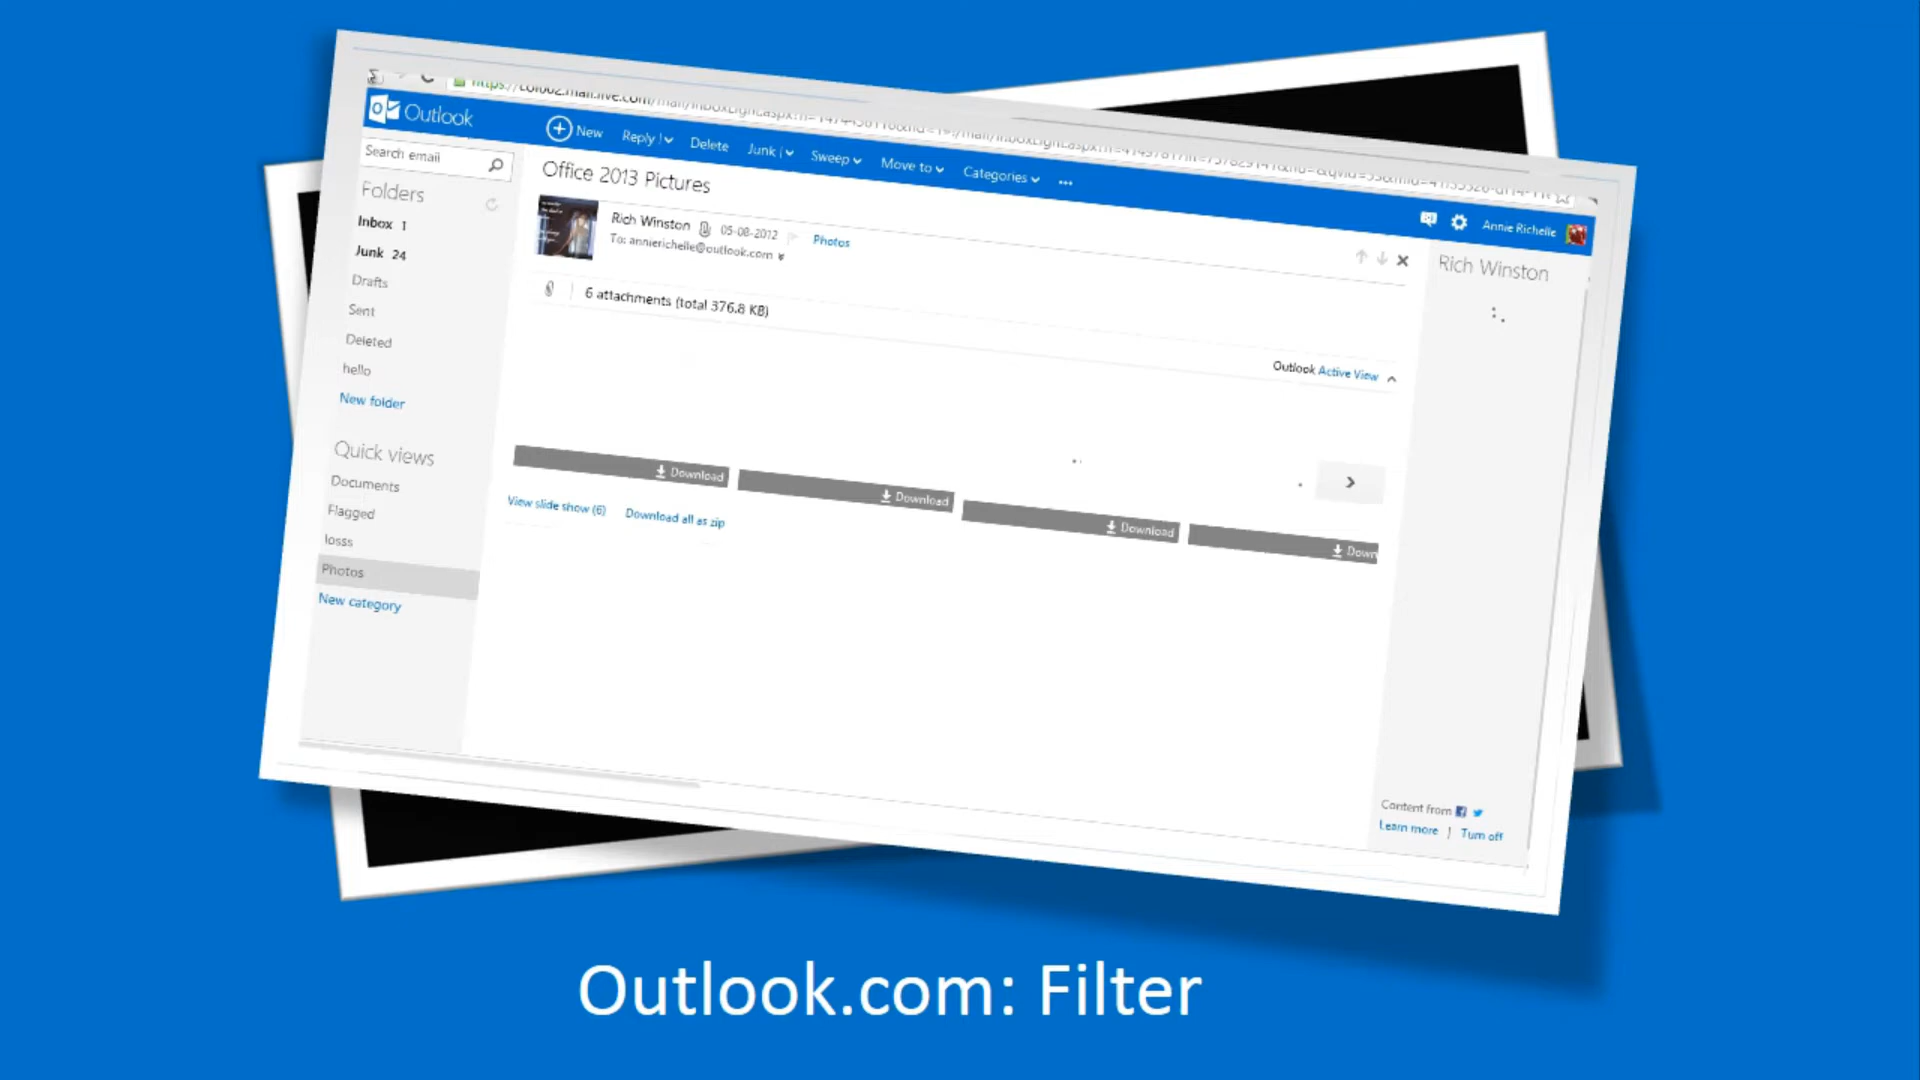 Outlook
New
Reply
Delete
Junk
Sweep
Move to
Categories
Annie Richelle
Search email
Folders
Inbox 1
Junk 24
Drafts
Sent
Deleted
hello
New folder
Quick views
Documents
Flagged
losss
Photos
New category
Office 2013 Pictures
Rich Winston 05-08-2012 Photos
To: annierichelle@outlook.com
6 attachments (total 376.8 KB)
Outlook Active View
Download
Download
Download
Down
View slide show (6) Download all as zip
Rich Winston
Content from
Learn more | Turn off
Outlook.com: Filter